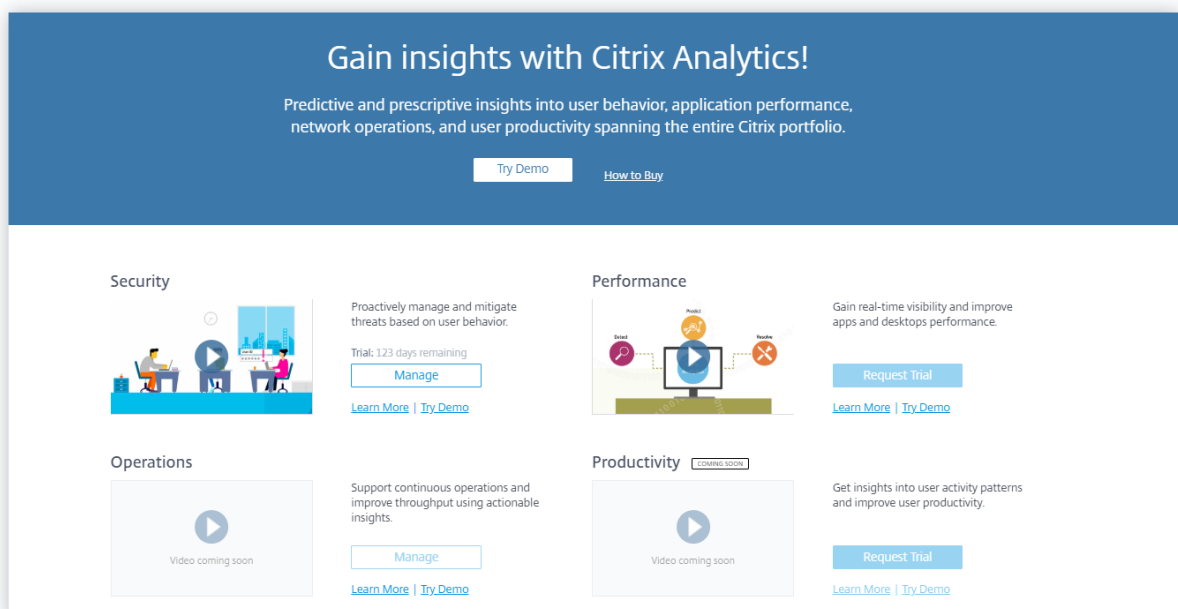 Gain insights with Citrix Analytics!
Predictive and prescriptive insights into user behavior, application performance,
network operations, and user productivity spanning the entire Citrix portfolio.
Try Demo
How to Buy
Security
Proactively manage and mitigate
threats based on user behavior.
Trial: 123 days remaining
Manage
Learn More | Try Demo
Performance
Detect
Predict
Resolve
Gain real-time visibility and improve
apps and desktops performance.
Request Trial
Learn More | Try Demo
Operations
Video coming soon
Support continuous operations and
improve throughput using actionable
insights.
Manage
Learn More | Try Demo
Productivity COMING SOON
Video coming soon
Get insights into user activity patterns
and improve user productivity.
Request Trial
Learn More | Try Demo